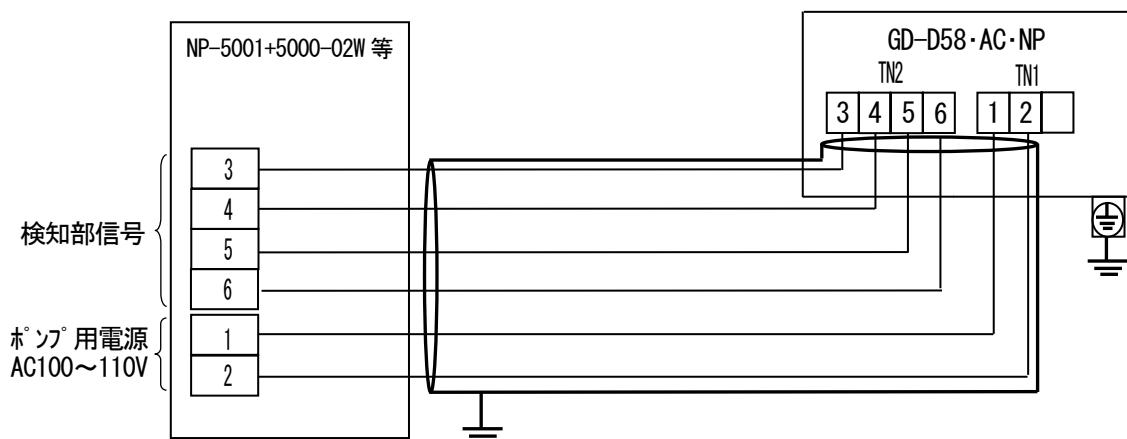 NP-5001+5000-02W 等
GD-D58・AC・NP
TN2
TN1
3 4 5 6
1 2
検知部信号
3
4
5
6
ﾎﾟﾝﾌﾟ用電源
AC100～110V
1
2